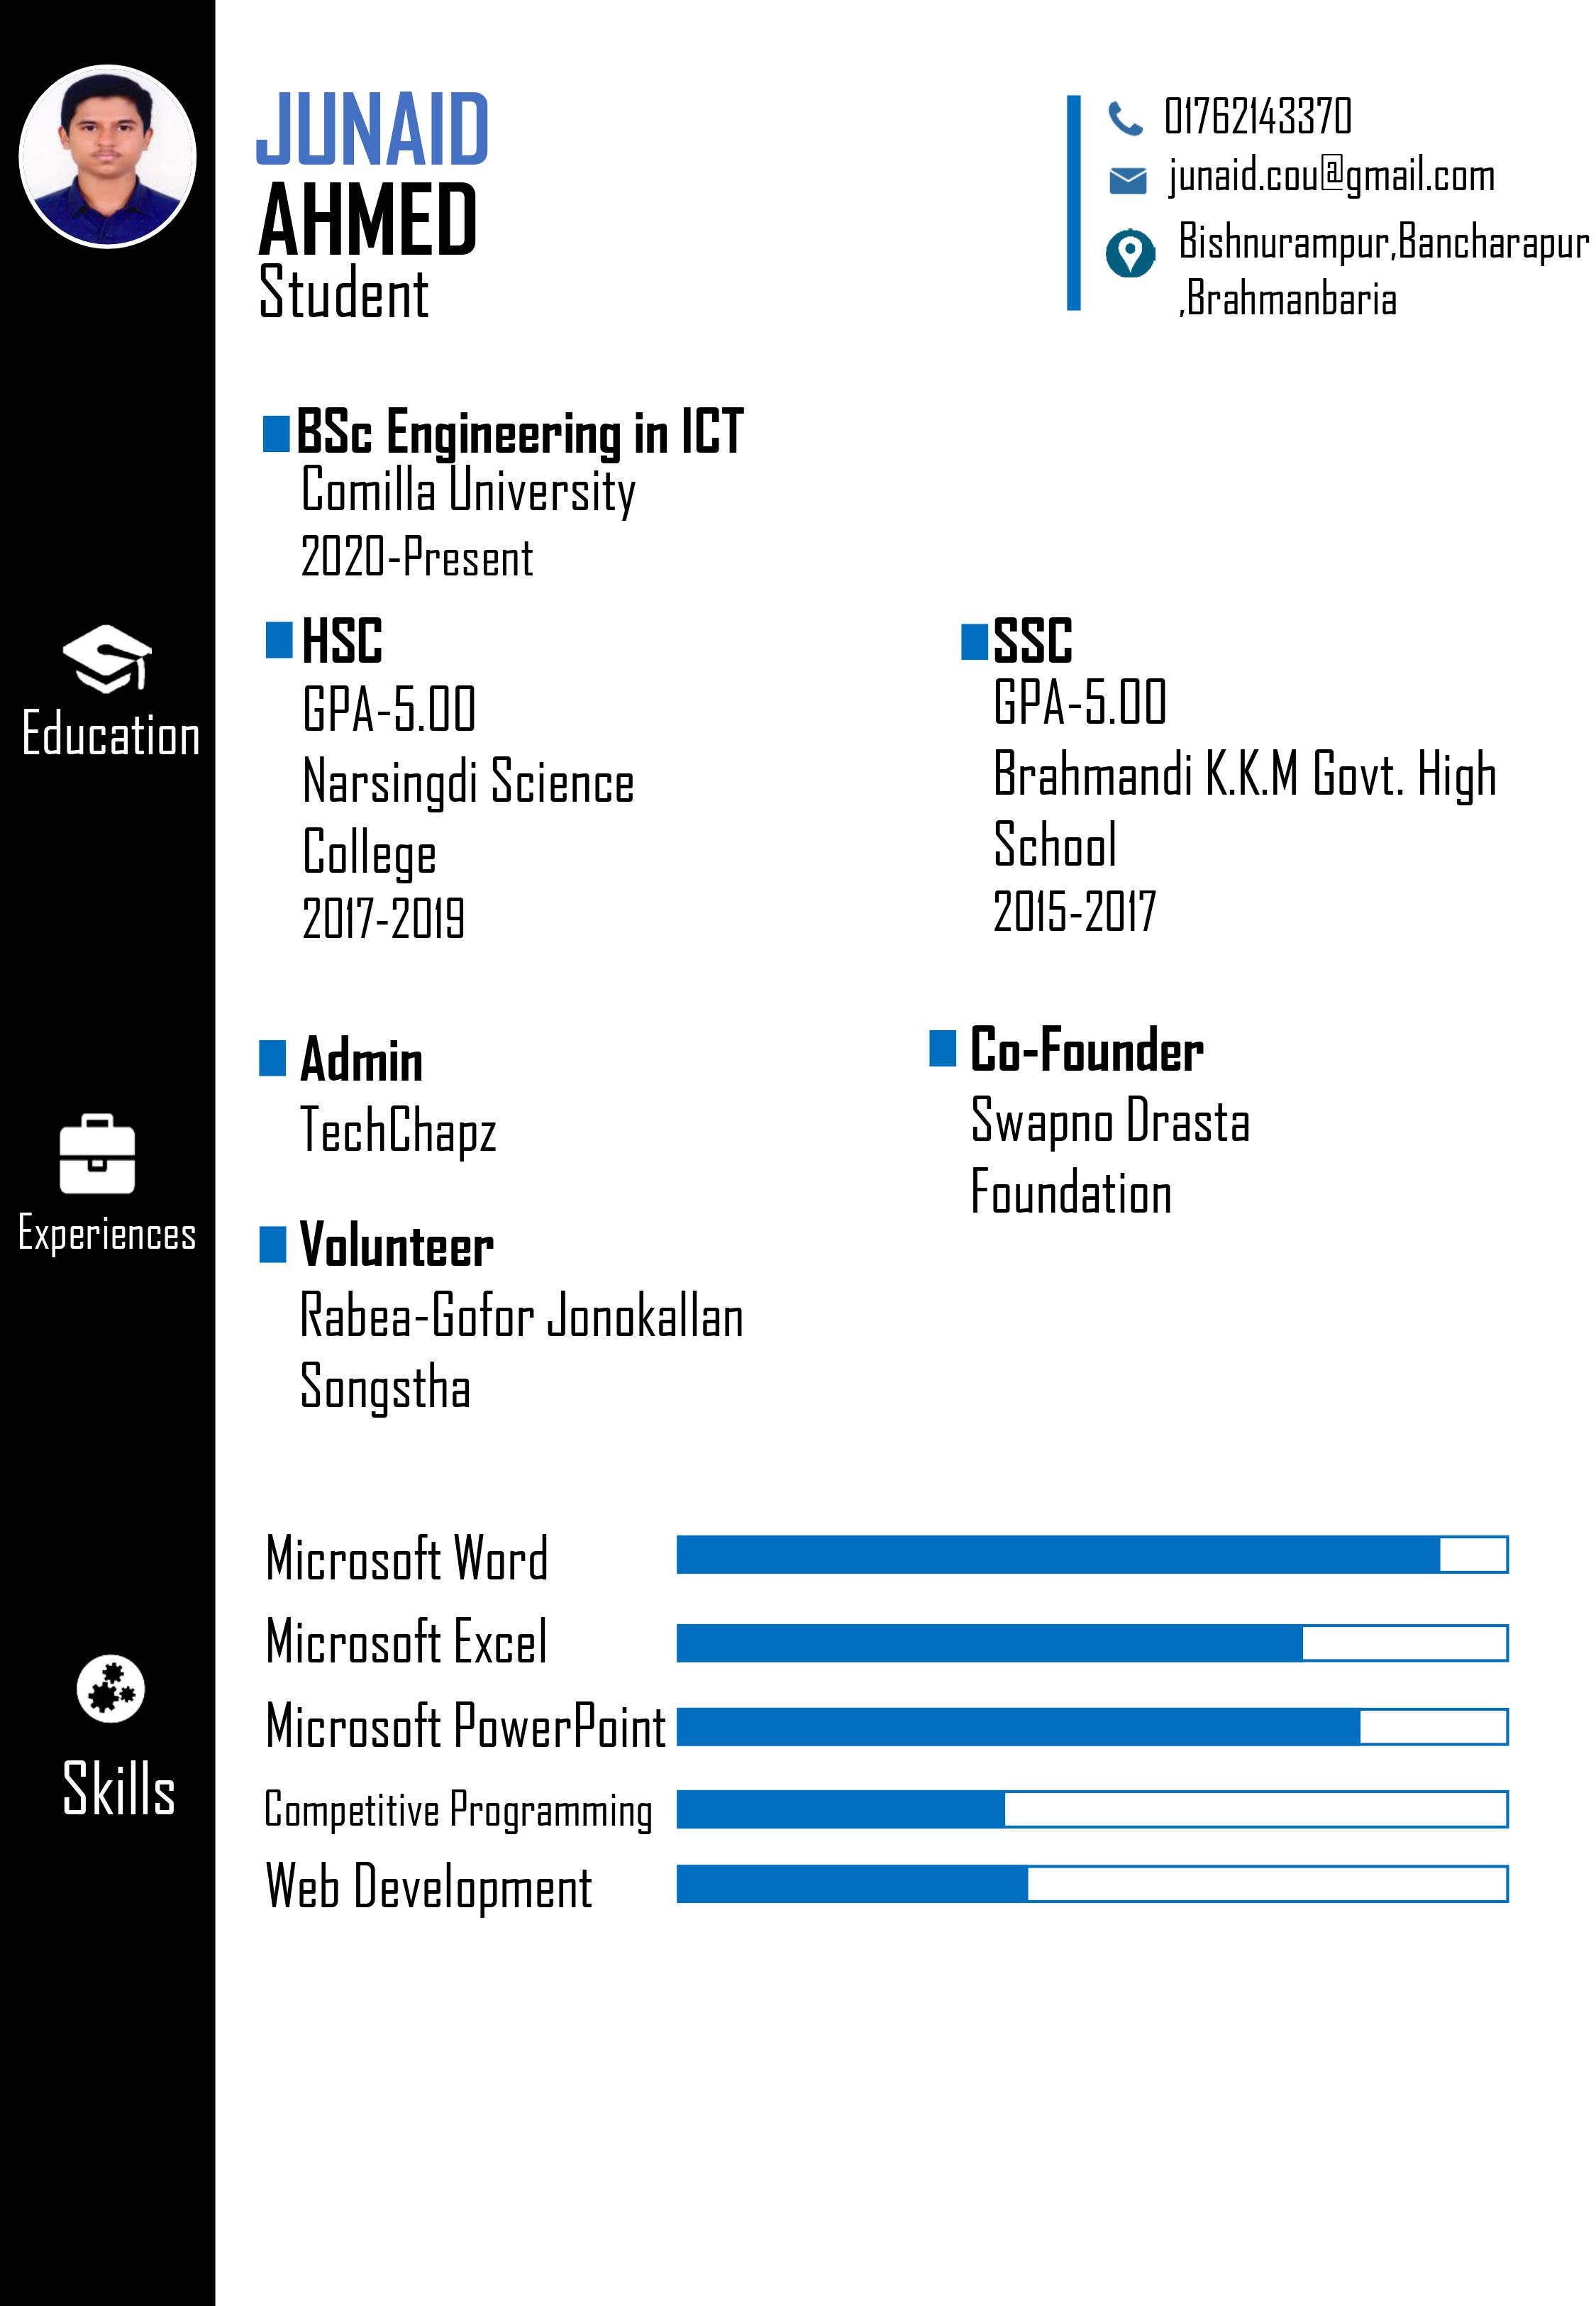 JUNAID
AHMED
Student
01762143370
junaid.cou@gmail.com
Bishnurampur,Bancharapur
,Brahmanbaria
Education
BSc Engineering in ICT
Comilla University
2020-Present
HSC
GPA-5.00
Narsingdi Science
College
2017-2019
SSC
GPA-5.00
Brahmandi K.K.M Govt. High
School
2015-2017
Experiences
Admin
TechChapz
Co-Founder
Swapno Drasta
Foundation
Volunteer
Rabea-Gofor Jonokallan
Songstha
Skills
Microsoft Word
Microsoft Excel
Microsoft PowerPoint
Competitive Programming
Web Development